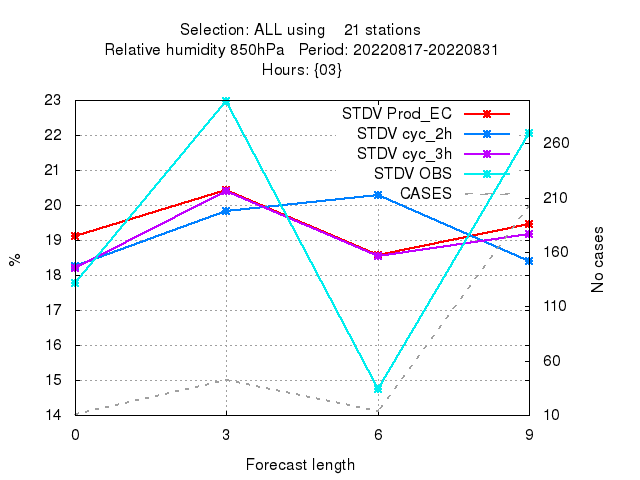 Selection: ALL using 21 stations
Relative humidity 850hPa Period: 20220817-20220831
Hours: {03}
STDV Prod_EC
STDV cyc_2h
STDV cyc_3h
STDV OBS
CASES
23
22
21
20
19
18
17
16
15
14
%
260
210
160
110
60
10
No cases
0 3 6 9
Forecast length